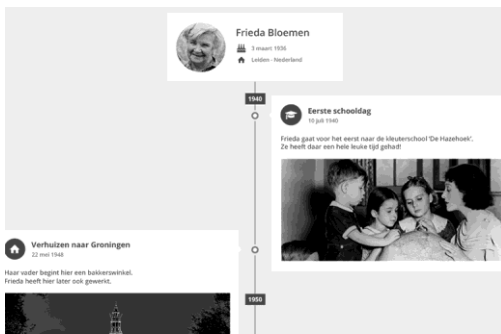 Frieda Bloemen
3 maart 1936
Leiden - Nederland
1940
Eerste schooldag
10 juli 1940
Frieda gaat voor het eerst naar de kleuterschool 'De Hazehoek'.
Ze heeft daar een hele leuke tijd gehad!
Verhuizen naar Groningen
22 mei 1948
Haar vader begint hier een bakkerswinkel.
Frieda heeft hier later ook gewerkt.
1950